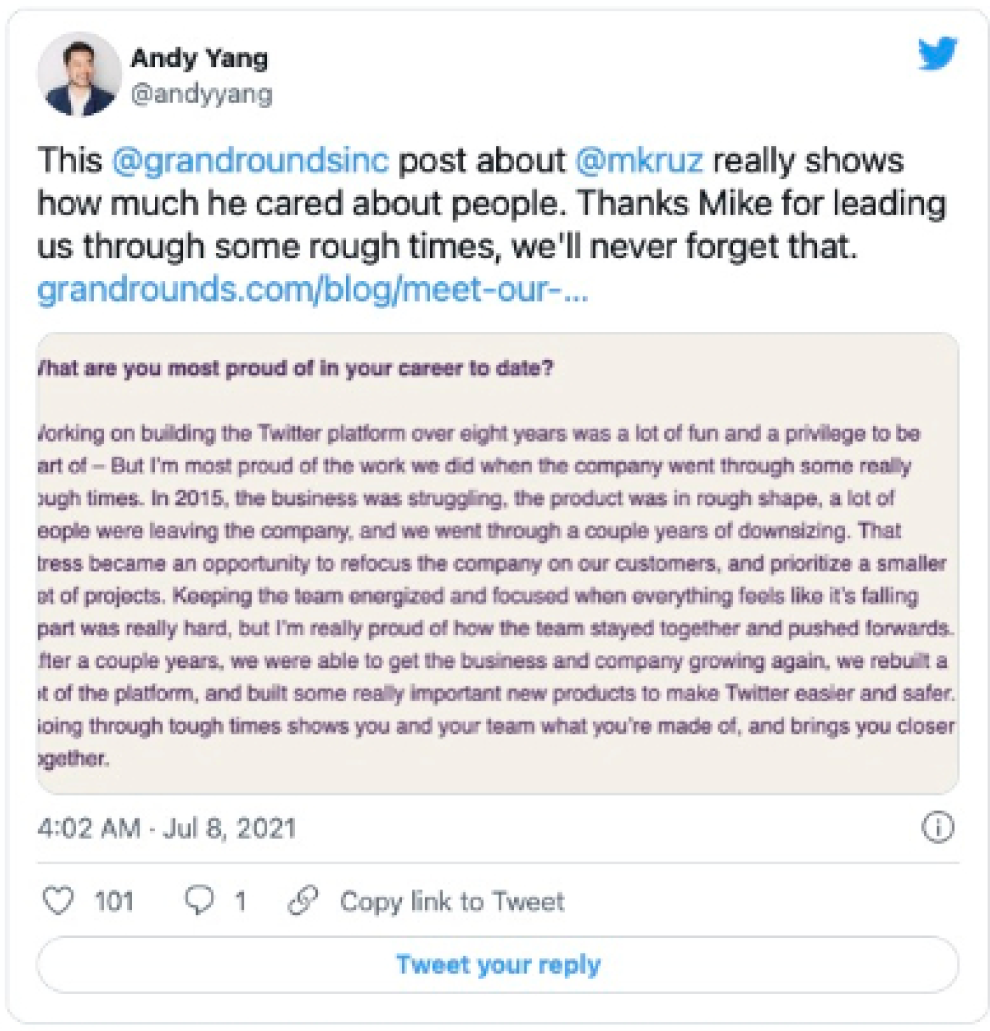 Andy Yang
@andyyang
This @grandroundsinc post about @mkruz really shows
how much he cared about people. Thanks Mike for leading
us through some rough times, we'll never forget that.
grandrounds.com/blog/meet-our-...
hat are you most proud of in your career to date?
orking on building the Twitter platform over eight years was a lot of fun and a privilege to be
art of – But I'm most proud of the work we did when the company went through some really
ough times. In 2015, the business was struggling, the product was in rough shape, a lot of
eople were leaving the company, and we went through a couple years of downsizing. That
tress became an opportunity to refocus the company on our customers, and prioritize a smaller
et of projects. Keeping the team energized and focused when everything feels like it's falling
part was really hard, but I'm really proud of how the team stayed together and pushed forwards.
fter a couple years, we were able to get the business and company growing again, we rebuilt a
t of the platform, and built some really important new products to make Twitter easier and safer.
oing through tough times shows you and your team what you're made of, and brings you closer
ogether.
4:02 AM · Jul 8, 2021
101 1 Copy link to Tweet
Tweet your reply